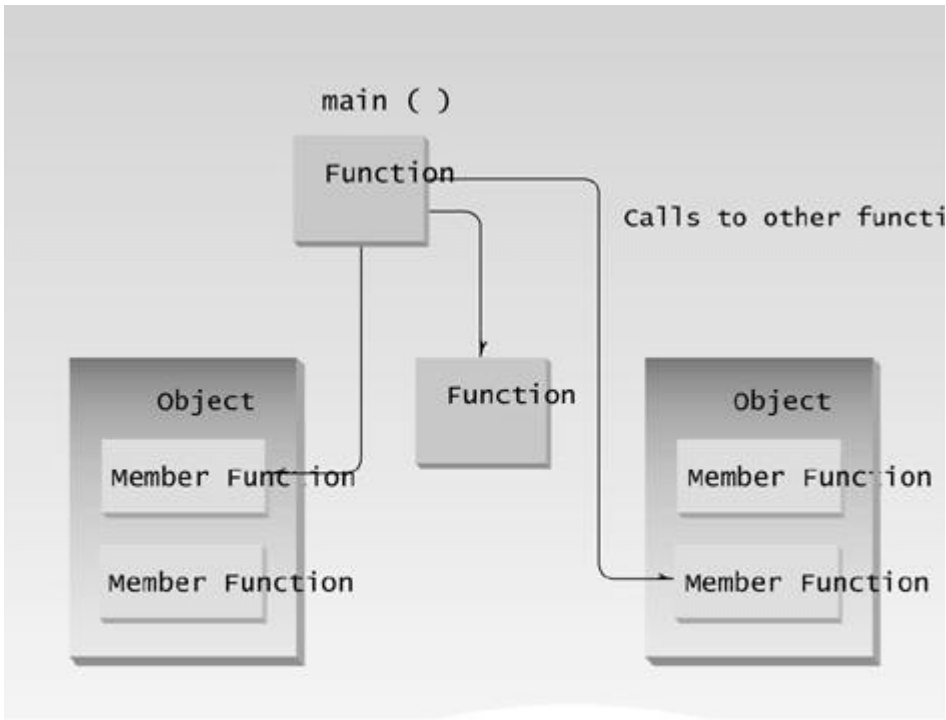 main ( )
Function
Calls to other functi
Object
Function
Object
Member Function
Member Function
Member Function
Member Function